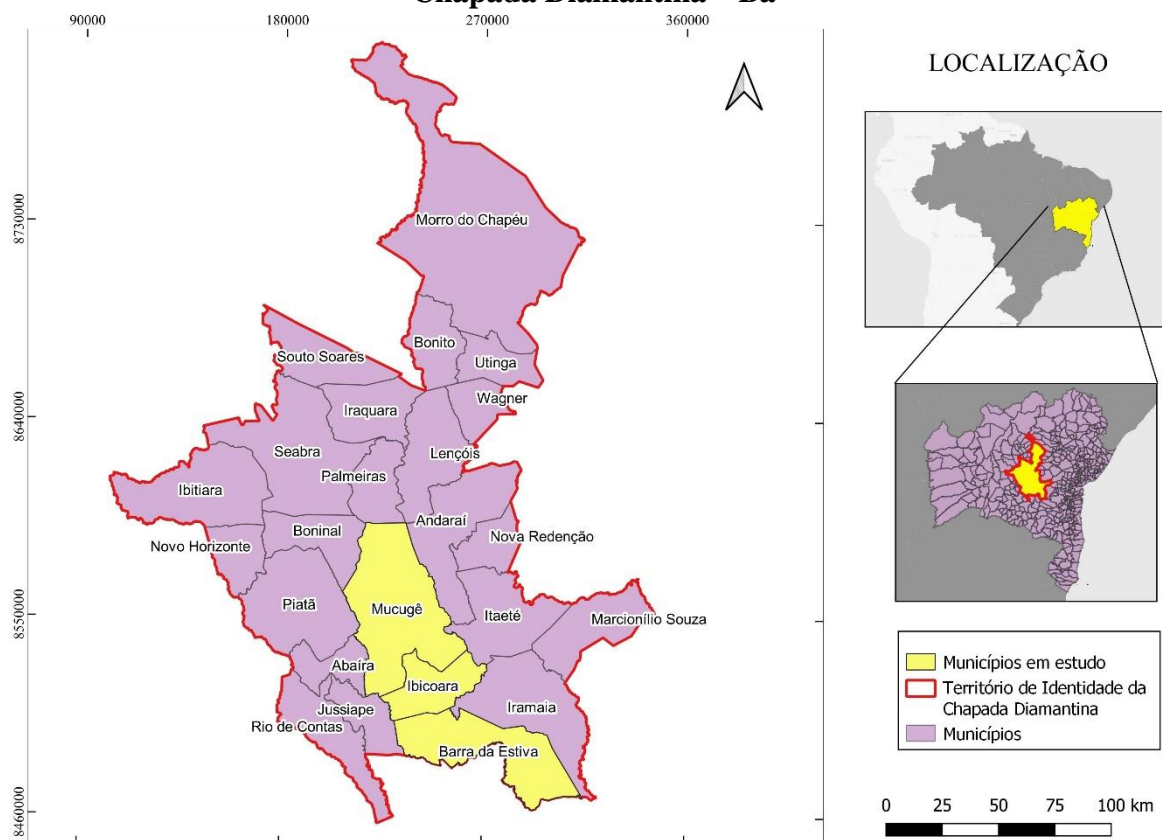 Chapada Diamantina – Ba
90000
180000
270000
360000
8730000
8640000
8550000
8460000
Morro do Chapéu
Bonito
Utinga
Souto Soares
Wagner
Iraquara
Seabra
Lençóis
Palmeiras
Ibitiara
Andaraí
Boninal
Nova Redenção
Novo Horizonte
Piatã
Mucugê
Itaeté
Marcionílio Souza
Abaíra
Ibicoara
Jussiape
Iramaia
Rio de Contas
Barra da Estiva
LOCALIZAÇÃO
Municípios em estudo
Território de Identidade da
Chapada Diamantina
Municípios
0 25 50 75 100 km